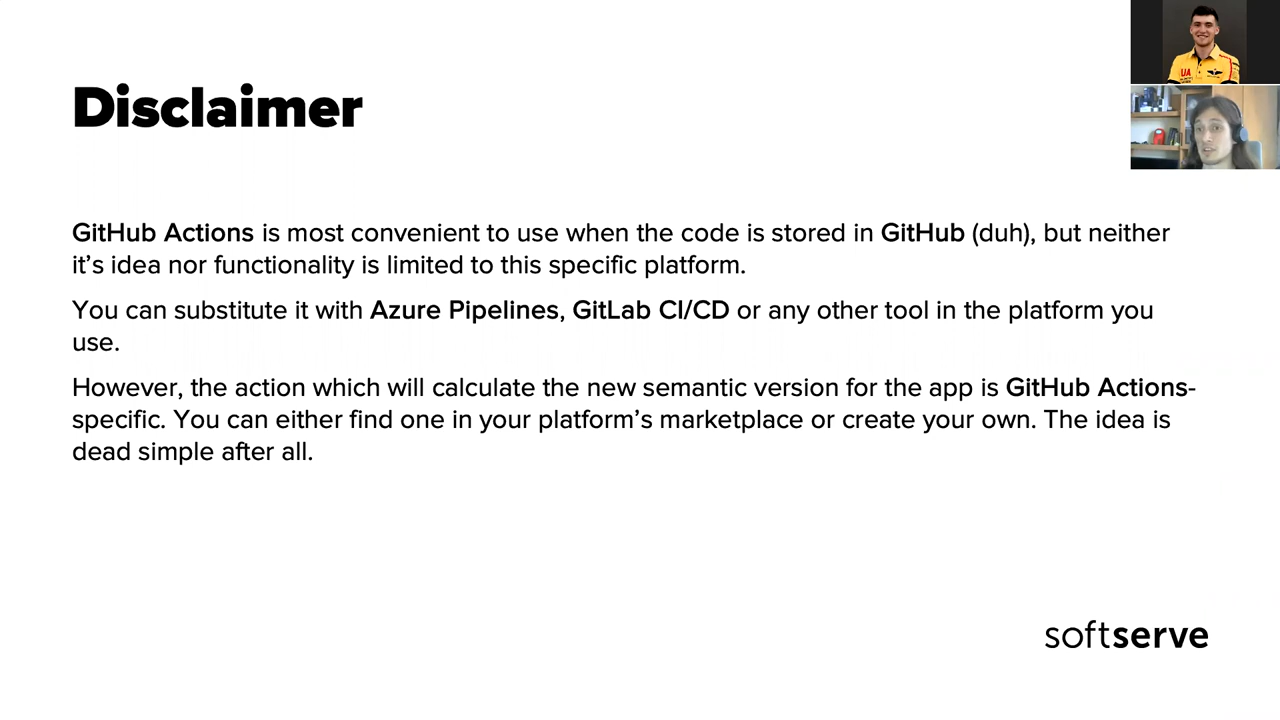 Disclaimer
GitHub Actions is most convenient to use when the code is stored in GitHub (duh), but neither
it’s idea nor functionality is limited to this specific platform.
You can substitute it with Azure Pipelines, GitLab CI/CD or any other tool in the platform you
use.
However, the action which will calculate the new semantic version for the app is GitHub Actions-
specific. You can either find one in your platform’s marketplace or create your own. The idea is
dead simple after all.
softserve
UA